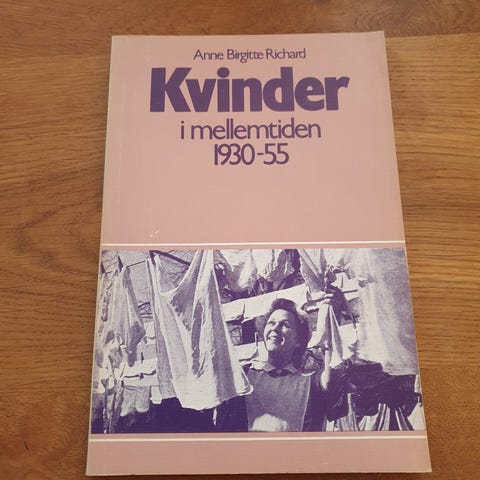 Anne Birgitte Richard
Kvinder
i mellemtiden
1930-55